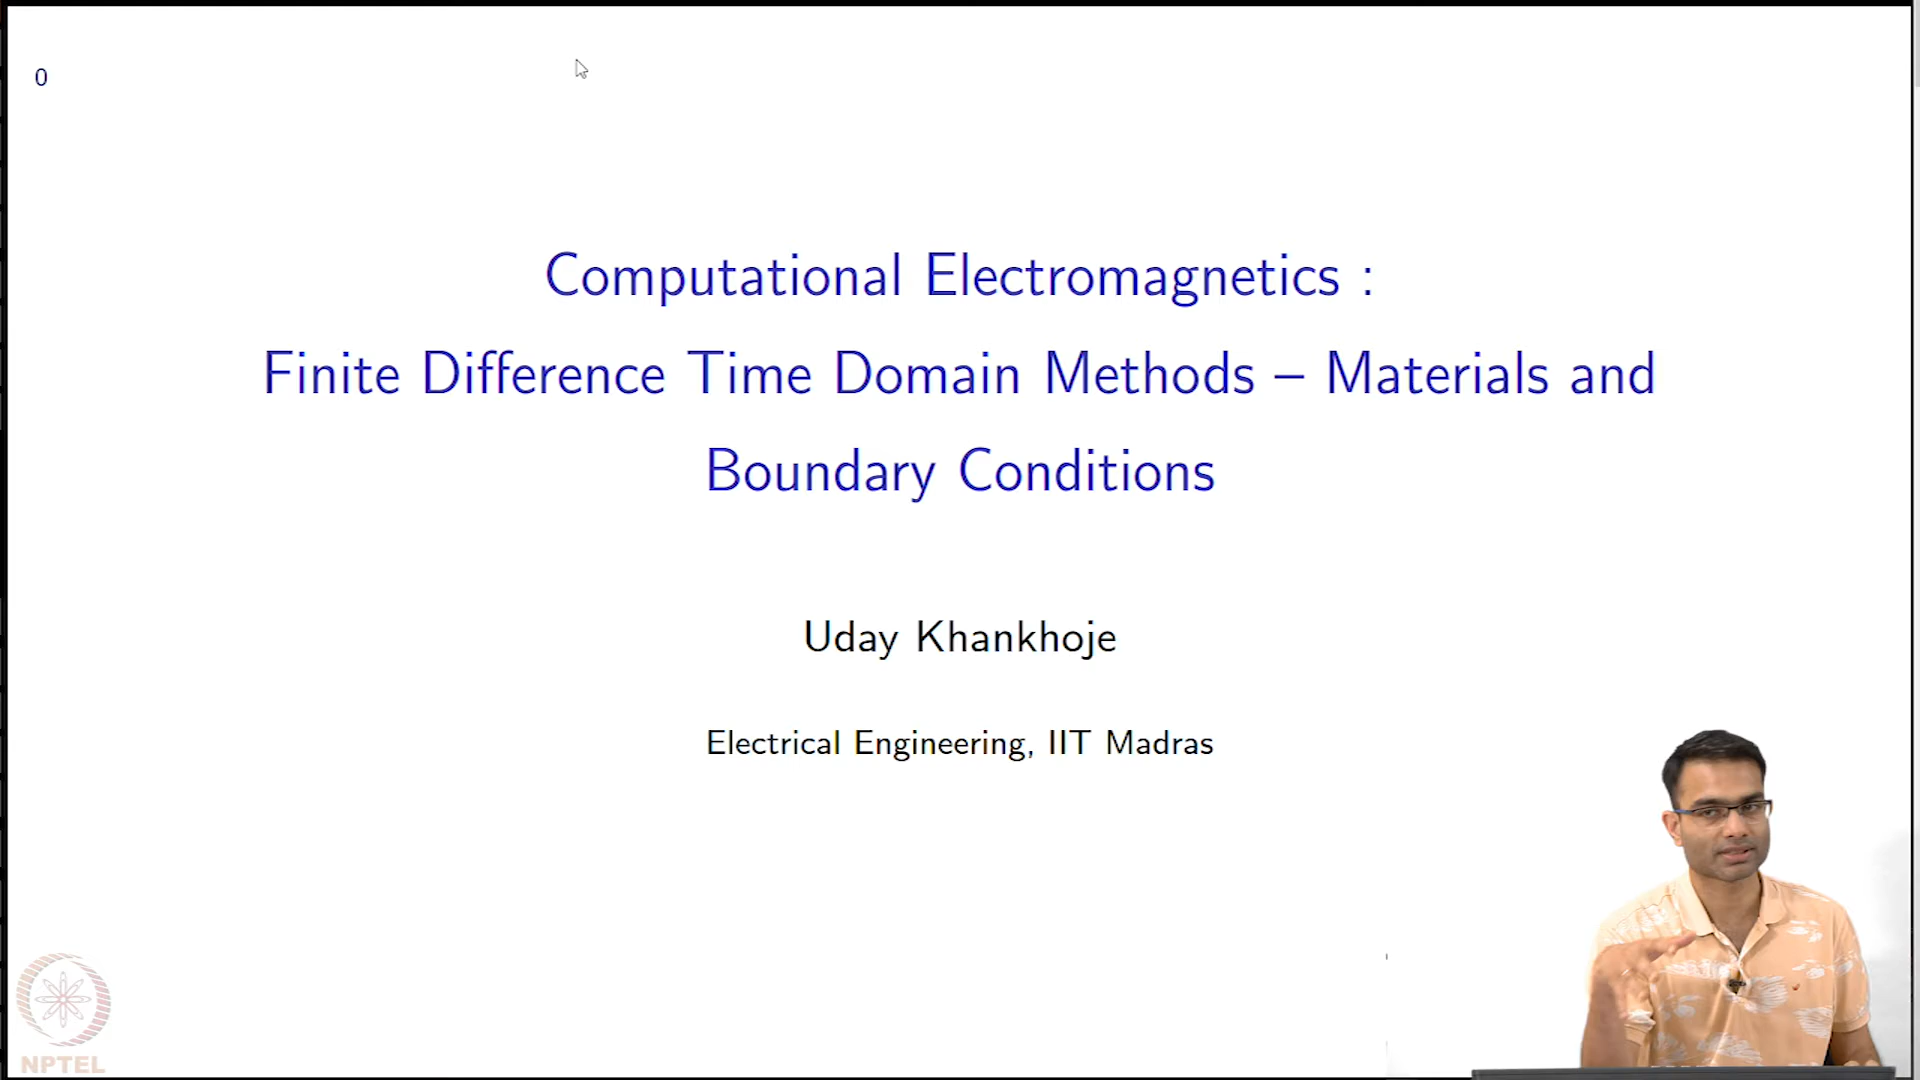 0
Computational Electromagnetics :
Finite Difference Time Domain Methods – Materials and
Boundary Conditions
Uday Khankhoje
Electrical Engineering, IIT Madras
NPTEL